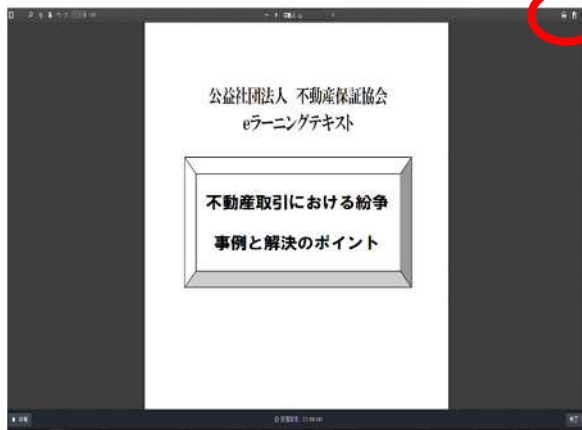 公益社団法人 不動産保証協会
eラーニングテキスト
不動産取引における紛争
事例と解決のポイント